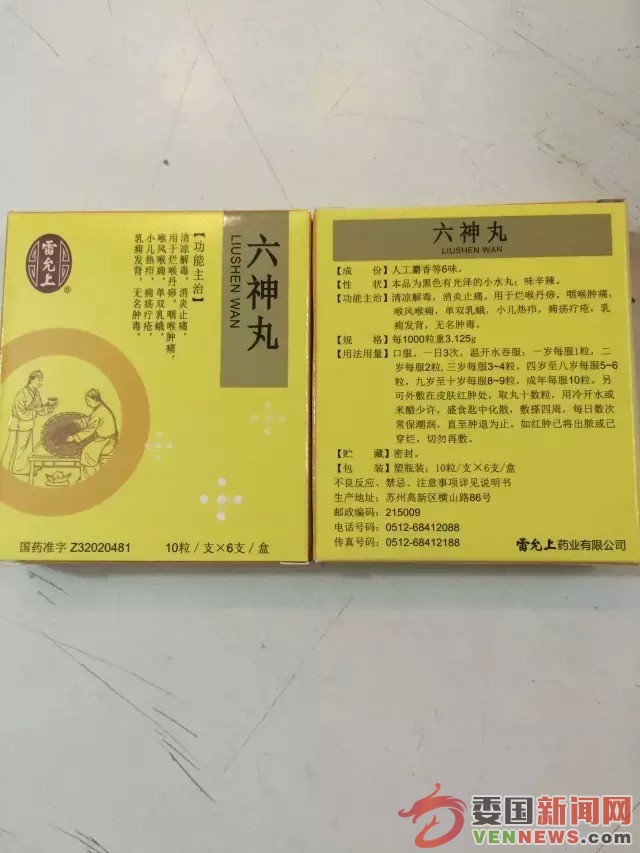 雷允上
®
六神丸
LIUSHEN WAN
【功能主治】
清凉解毒，消炎止痛。
用于烂喉丹痧，咽喉肿痛，
喉风喉痈，单双乳蛾，
小儿热疖，痈疡疔疮，
乳痈发背，无名肿毒。
国药准字 Z32020481
10粒/支×6支/盒
六神丸
LIUSHEN WAN
【成 份】人工麝香等6味。
【性 状】本品为黑色有光泽的小水丸；味辛辣。
【功能主治】清凉解毒，消炎止痛。用于烂喉丹痧，咽喉肿痛，
喉风喉痈，单双乳蛾，小儿热疖，痈疡疔疮，乳
痈发背，无名肿毒。
【规 格】每1000粒重3.125g
【用法用量】口服。一日3次，温开水吞服；一岁每服1粒，二
岁每服2粒，三岁每服3~4粒，四岁至八岁每服5~6
粒，九岁至十岁每服8~9粒，成年每服10粒。另
可外敷在皮肤红肿处，取丸十数粒，用冷开水或
米醋少许，盛食匙中化散，敷搽四周，每日数次
常保潮润，直至肿退为止，如红肿已将出脓或已
穿烂，切勿再敷。
【贮 藏】密封。
【包 装】塑瓶装：10粒/支×6支/盒
不良反应、禁忌、注意事项详见说明书
生产地址：苏州高新区横山路86号
邮政编码：215009
电话号码：0512-68412088
传真号码：0512-68412188
雷允上药业有限公司
委国新闻网
VENNEWS.com